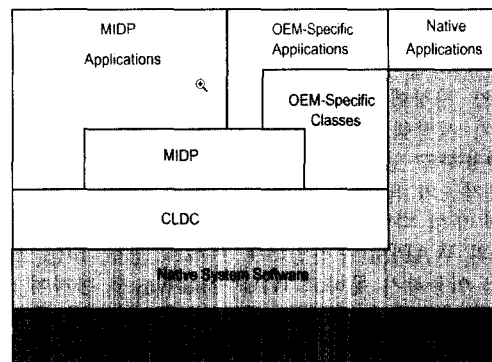 MIDP
Applications
OEM-Specific
Applications
Native
Applications
OEM-Specific
Classes
MIDP
CLDC
Native System Software